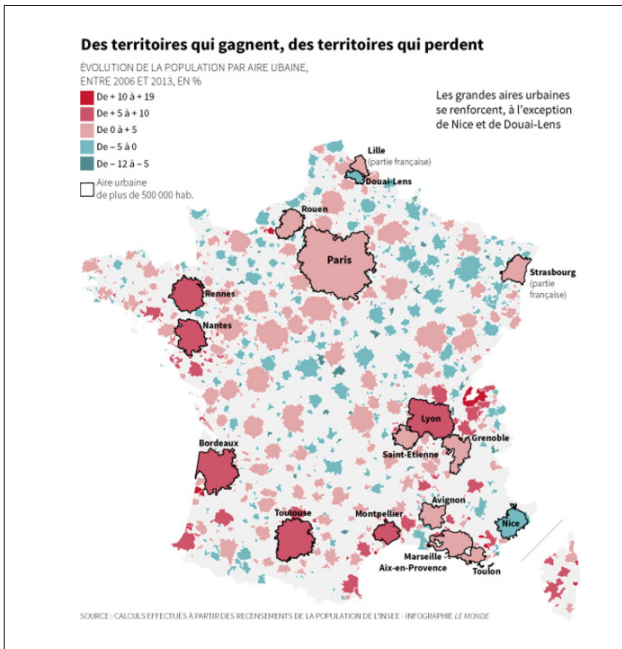 Des territoires qui gagnent, des territoires qui perdent
ÉVOLUTION DE LA POPULATION PAR AIRE UBAINE,
ENTRE 2006 ET 2013, EN %
De + 10 à + 19
De + 5 à + 10
De 0 à + 5
De – 5 à 0
De – 12 à – 5
Aire urbaine
de plus de 500 000 hab.
Les grandes aires urbaines
se renforcent, à l'exception
de Nice et de Douai-Lens
Lille
(partie française)
Douai-Lens
Rouen
Paris
Strasbourg
(partie
française)
Rennes
Nantes
Lyon
Grenoble
Saint-Etienne
Bordeaux
Avignon
Toulouse
Montpellier
Nice
Marseille -
Aix-en-Provence
Toulon
SOURCE : CALCULS EFFECTUÉS À PARTIR DES RECENSEMENTS DE LA POPULATION DE L'INSEE - INFOGRAPHIE LE MONDE